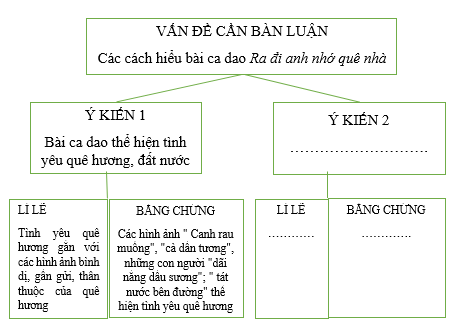 VẤN ĐỀ CẦN BÀN LUẬN
Các cách hiểu bài ca dao Ra đi anh nhớ quê nhà
Ý KIẾN 1
Bài ca dao thể hiện tình
yêu quê hương, đất nước
Ý KIẾN 2
……………………….
LÍ LẼ
Tình yêu quê
hương gắn với
các hình ảnh bình
dị, gần gửi, thân
thuộc của quê
hương
BẰNG CHỨNG
Các hình ảnh " Canh rau
muống", "cà dần tương",
những con người "dãi
nắng dầu sương"; " tát
nước bên đường" thể
hiện tình yêu quê hương
LÍ LẼ
…………
BẰNG CHỨNG
………….